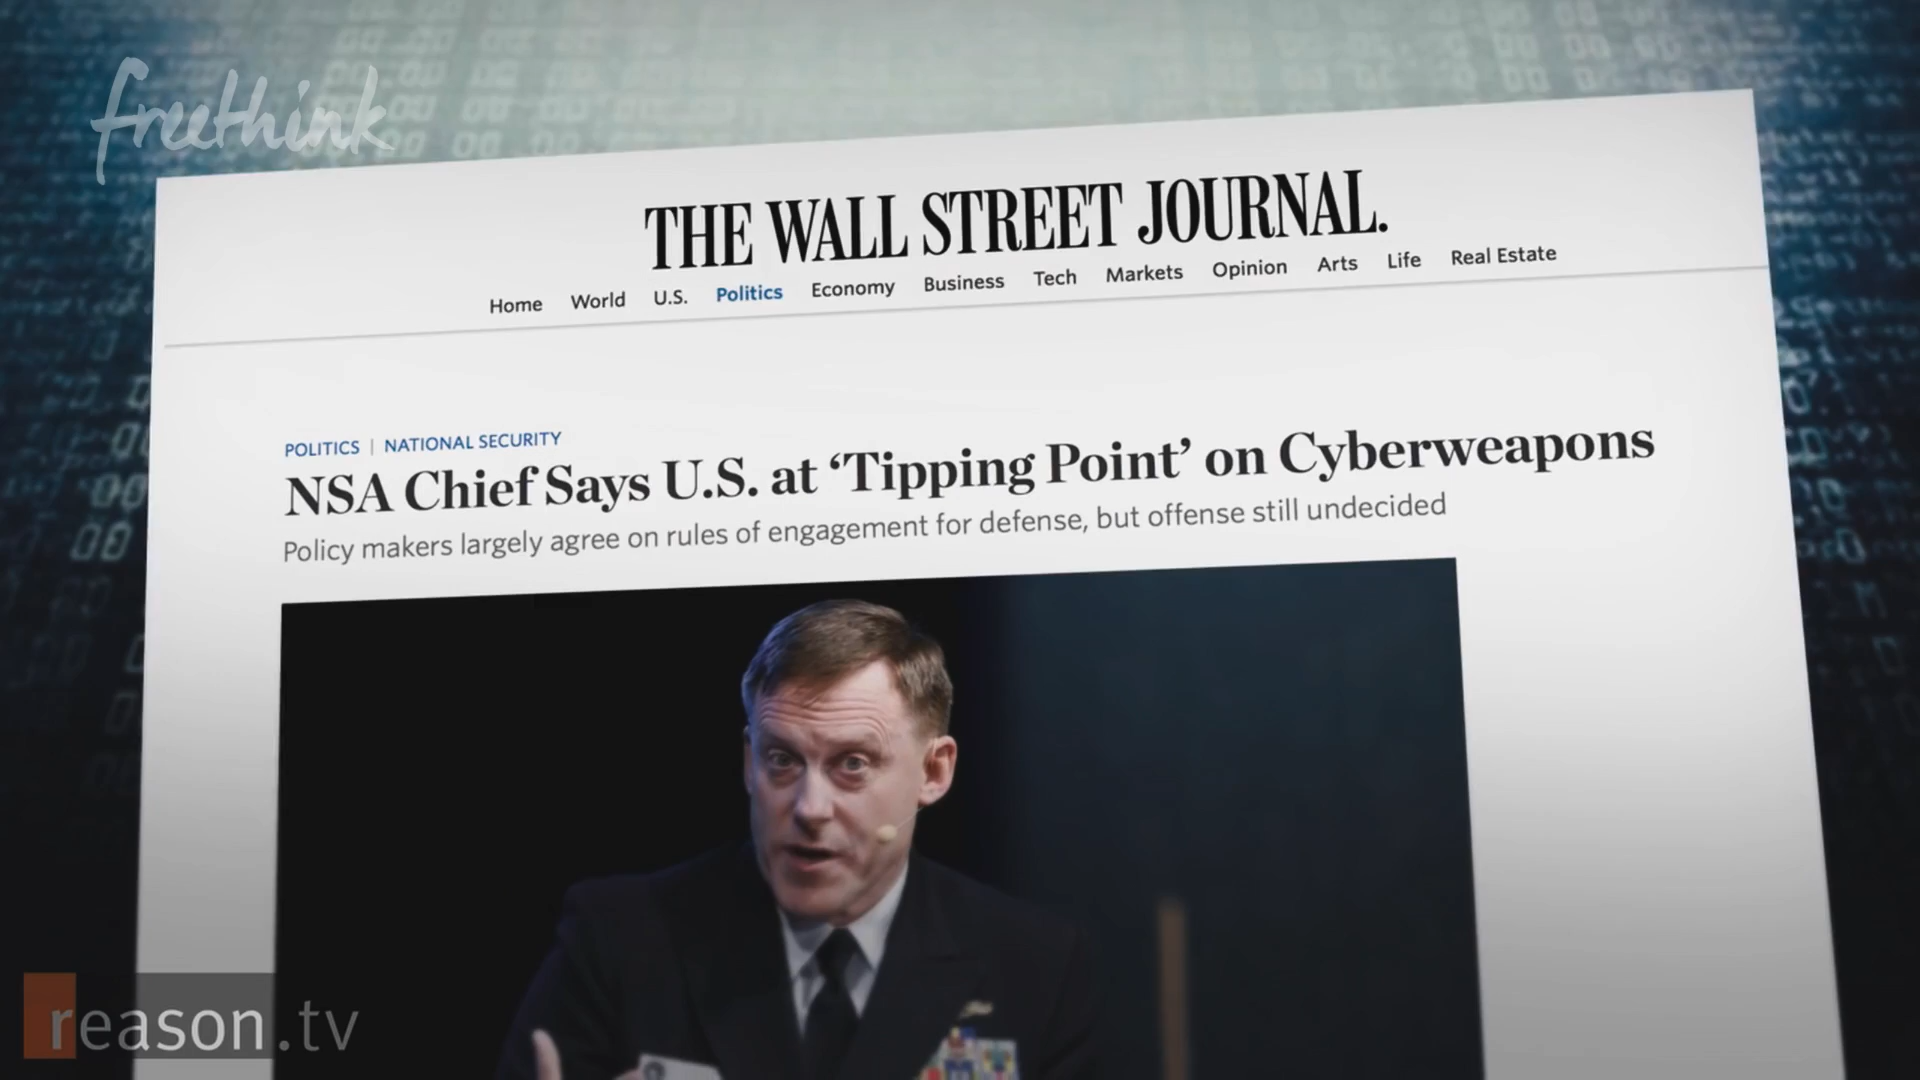 freethink
THE WALL STREET JOURNAL.
Home World U.S. Politics Economy Business Tech Markets Opinion Arts Life Real Estate
POLITICS | NATIONAL SECURITY
NSA Chief Says U.S. at ‘Tipping Point’ on Cyberweapons
Policy makers largely agree on rules of engagement for defense, but offense still undecided
reason.tv